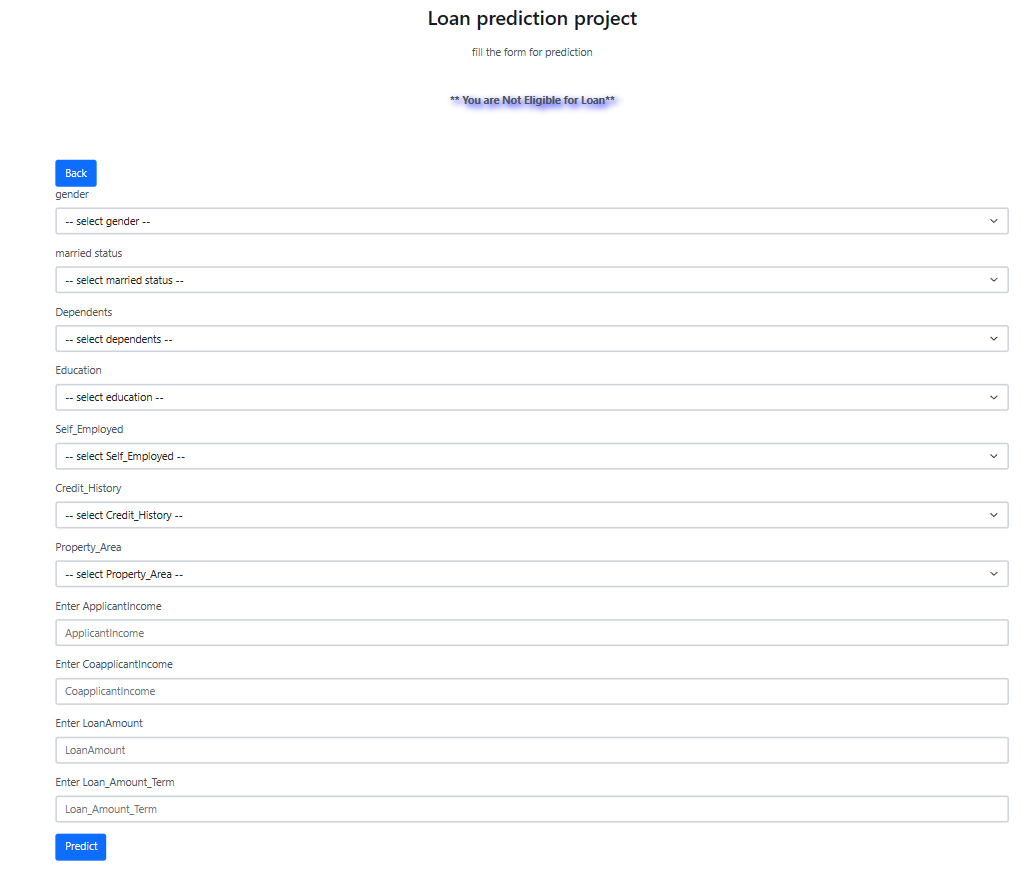 Loan prediction project
fill the form for prediction
** You are Not Eligible for Loan**
Back
gender
-- select gender --
married status
-- select married status --
Dependents
-- select dependents --
Education
-- select education --
Self_Employed
-- select Self_Employed --
Credit_History
-- select Credit_History --
Property_Area
-- select Property_Area --
Enter ApplicantIncome
ApplicantIncome
Enter CoapplicantIncome
CoapplicantIncome
Enter LoanAmount
LoanAmount
Enter Loan_Amount_Term
Loan_Amount_Term
Predict